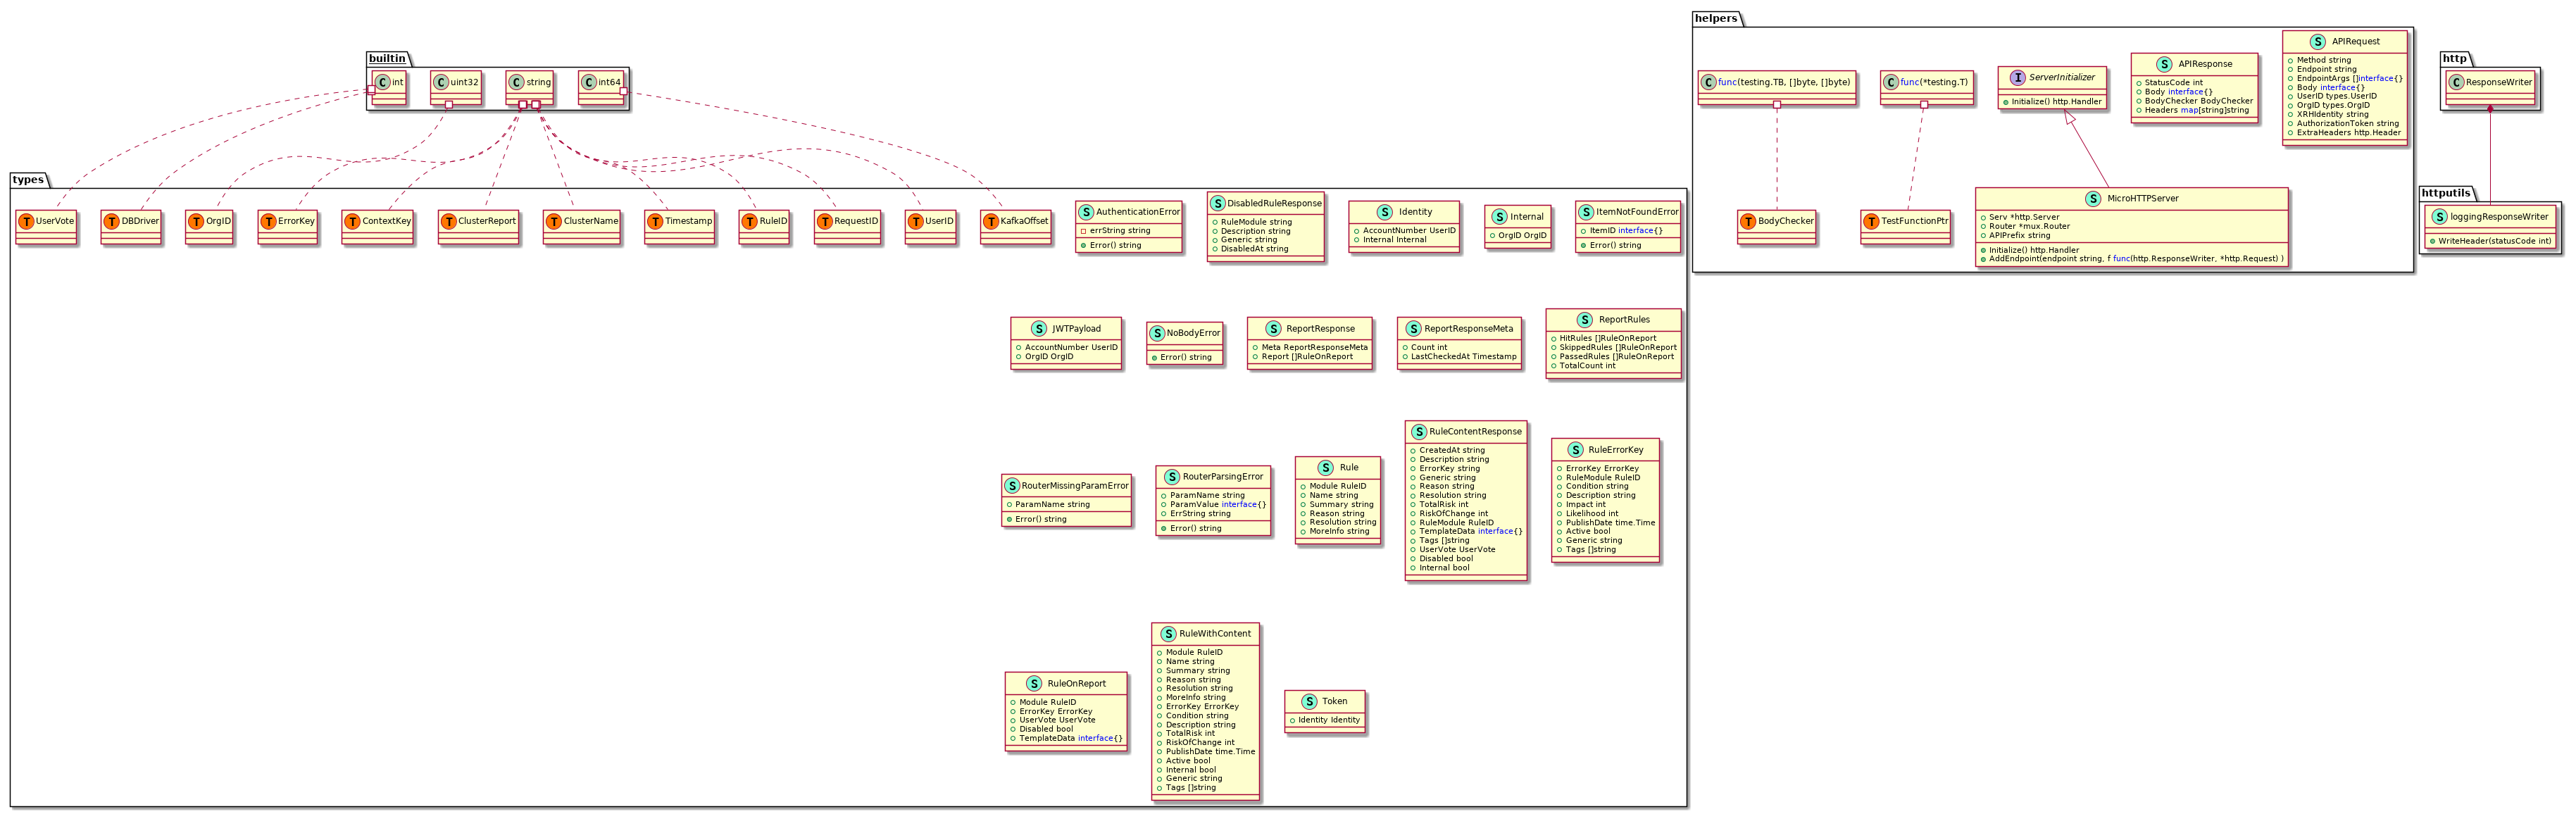 builtin
C int
C uint32
C string
C int64
types
T UserVote
T DBDriver
T OrgID
T ErrorKey
T ContextKey
T ClusterReport
T ClusterName
T Timestamp
T RuleID
T RequestID
T UserID
T KafkaOffset
S AuthenticationError
errString string
Error() string
S DisabledRuleResponse
RuleModule string
Description string
Generic string
DisabledAt string
S Identity
AccountNumber UserID
Internal Internal
S Internal
OrgID OrgID
S ItemNotFoundError
ItemID interface{}
Error() string
S JWTPayload
AccountNumber UserID
OrgID OrgID
S NoBodyError
Error() string
S ReportResponse
Meta ReportResponseMeta
Report []RuleOnReport
S ReportResponseMeta
Count int
LastCheckedAt Timestamp
S ReportRules
HitRules []RuleOnReport
SkippedRules []RuleOnReport
PassedRules []RuleOnReport
TotalCount int
S RouterMissingParamError
ParamName string
Error() string
S RouterParsingError
ParamName string
ParamValue interface{}
ErrString string
Error() string
S Rule
Module RuleID
Name string
Summary string
Reason string
Resolution string
MoreInfo string
S RuleContentResponse
CreatedAt string
Description string
ErrorKey string
Generic string
Reason string
Resolution string
TotalRisk int
RiskOfChange int
RuleModule RuleID
TemplateData interface{}
Tags []string
UserVote UserVote
Disabled bool
Internal bool
S RuleErrorKey
ErrorKey ErrorKey
RuleModule RuleID
Condition string
Description string
Impact int
Likelihood int
PublishDate time.Time
Active bool
Generic string
Tags []string
S RuleOnReport
Module RuleID
ErrorKey ErrorKey
UserVote UserVote
Disabled bool
TemplateData interface{}
S RuleWithContent
Module RuleID
Name string
Summary string
Reason string
Resolution string
MoreInfo string
ErrorKey ErrorKey
Condition string
Description string
TotalRisk int
RiskOfChange int
PublishDate time.Time
Active bool
Internal bool
Generic string
Tags []string
S Token
Identity Identity
helpers
C func(testing.TB, []byte, []byte)
C func(*testing.T)
I ServerInitializer
Initialize() http.Handler
S APIResponse
StatusCode int
Body interface{}
BodyChecker BodyChecker
Headers map[string]string
S APIRequest
Method string
Endpoint string
EndpointArgs []interface{}
Body interface{}
UserID types.UserID
OrgID types.OrgID
XRHIdentity string
AuthorizationToken string
ExtraHeaders http.Header
T BodyChecker
T TestFunctionPtr
S MicroHTTPServer
Serv *http.Server
Router *mux.Router
APIPrefix string
Initialize() http.Handler
AddEndpoint(endpoint string, f func(http.ResponseWriter, *http.Request) )
http
C ResponseWriter
httputils
S loggingResponseWriter
WriteHeader(statusCode int)